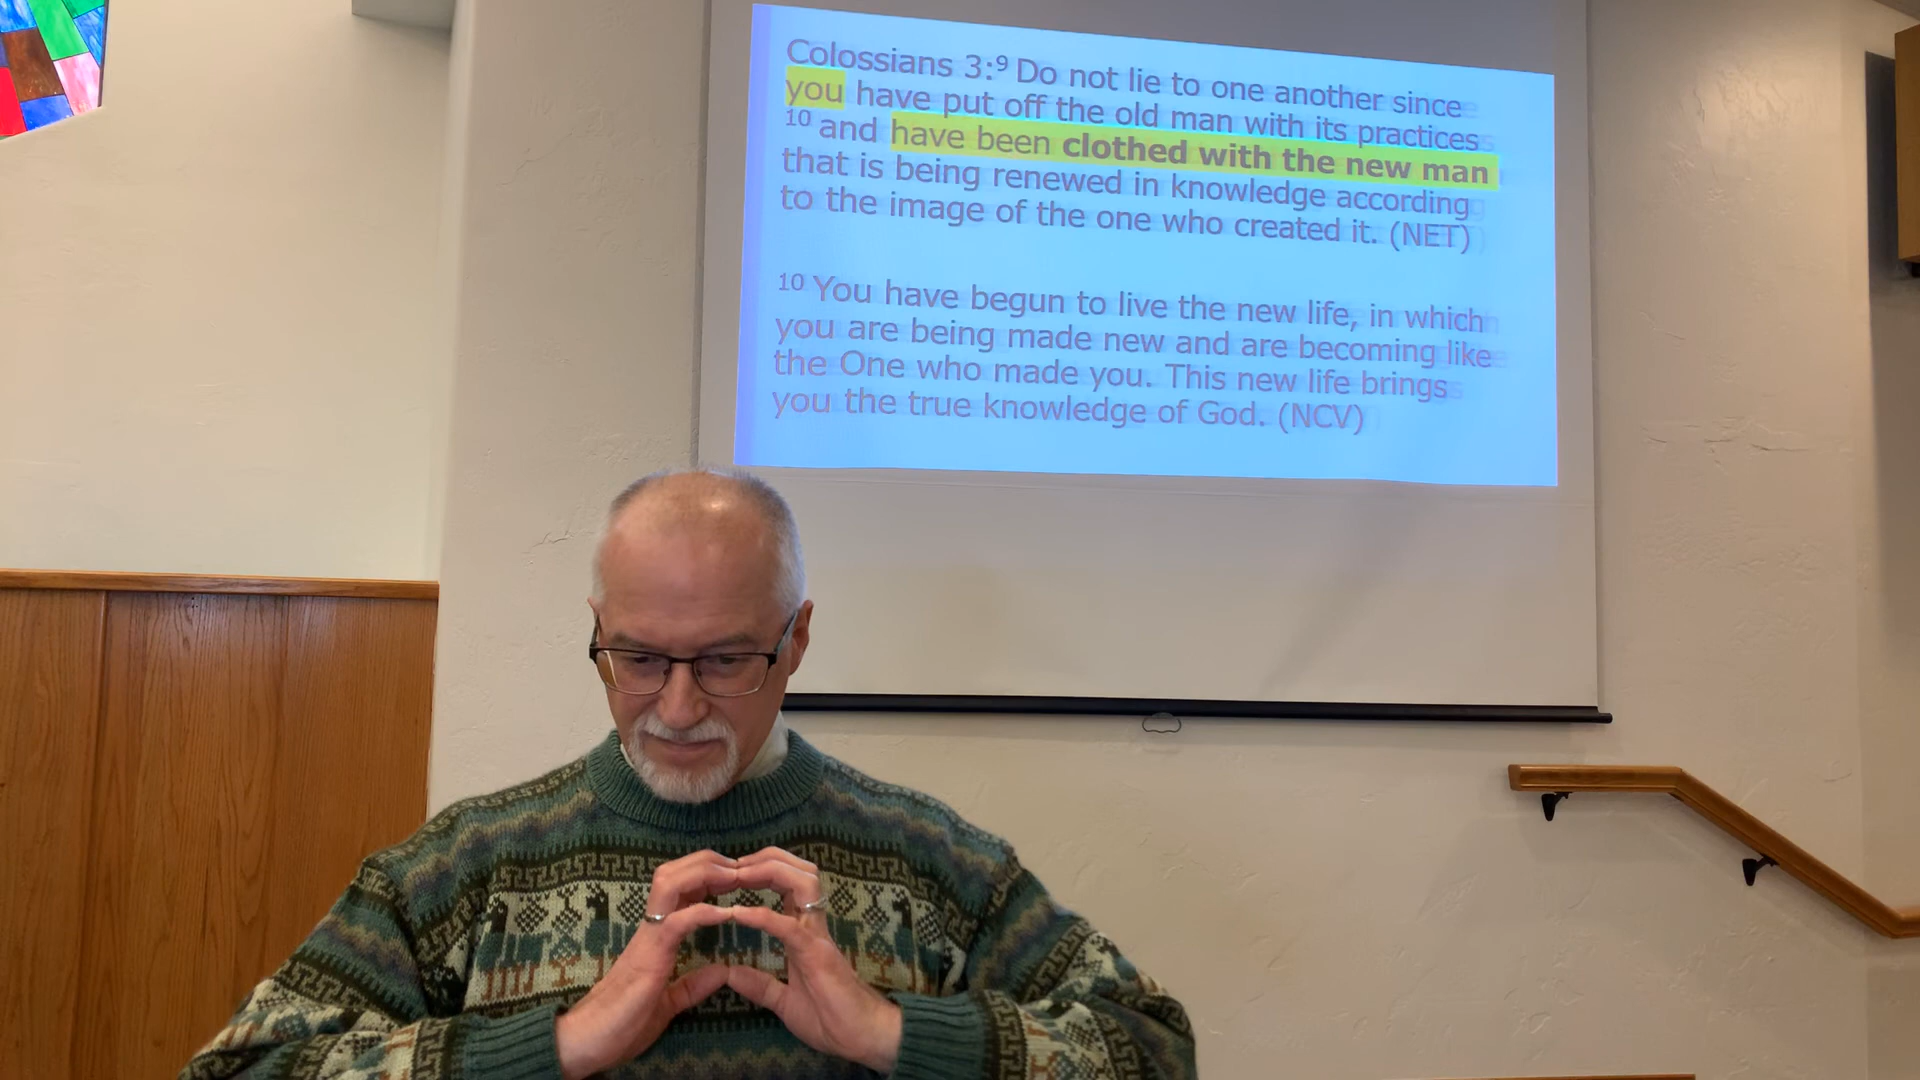 Colossians 3:⁹ Do not lie to one another since
you have put off the old man with its practices
¹⁰ and have been clothed with the new man
that is being renewed in knowledge according
to the image of the one who created it. (NET)
¹⁰ You have begun to live the new life, in which
you are being made new and are becoming like
the One who made you. This new life brings
you the true knowledge of God. (NCV)